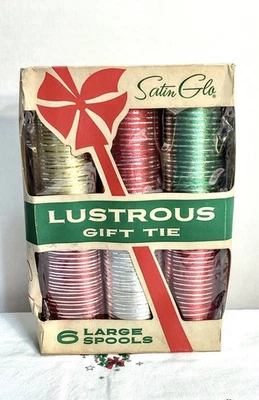 Satin Glo
LUSTROUS
GIFT TIE
6 LARGE
SPOOLS